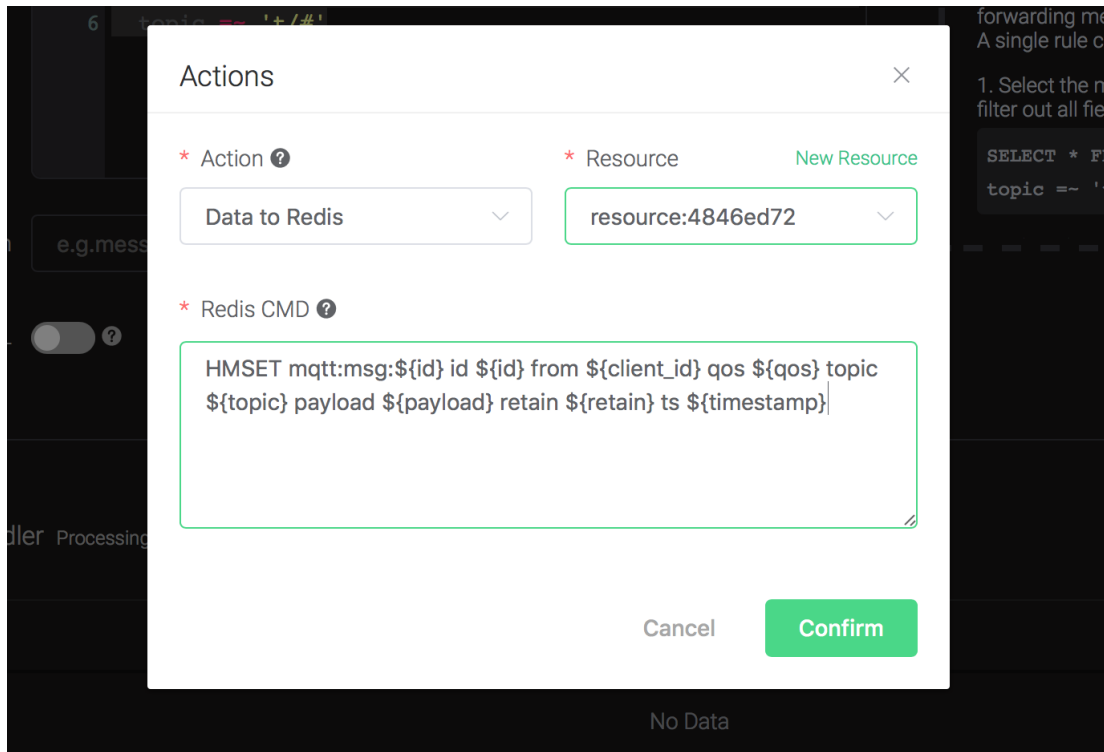 6 topic =~ 't/#'
forwarding me
A single rule c
1. Select the m
filter out all fie
SELECT * F
topic =~ '
Actions
* Action ?
* Resource
New Resource
Data to Redis
resource:4846ed72
e.g.mess
* Redis CMD ?
?
HMSET mqtt:msg:${id} id ${id} from ${client_id} qos ${qos} topic
${topic} payload ${payload} retain ${retain} ts ${timestamp}
dler Processing
Cancel
Confirm
No Data